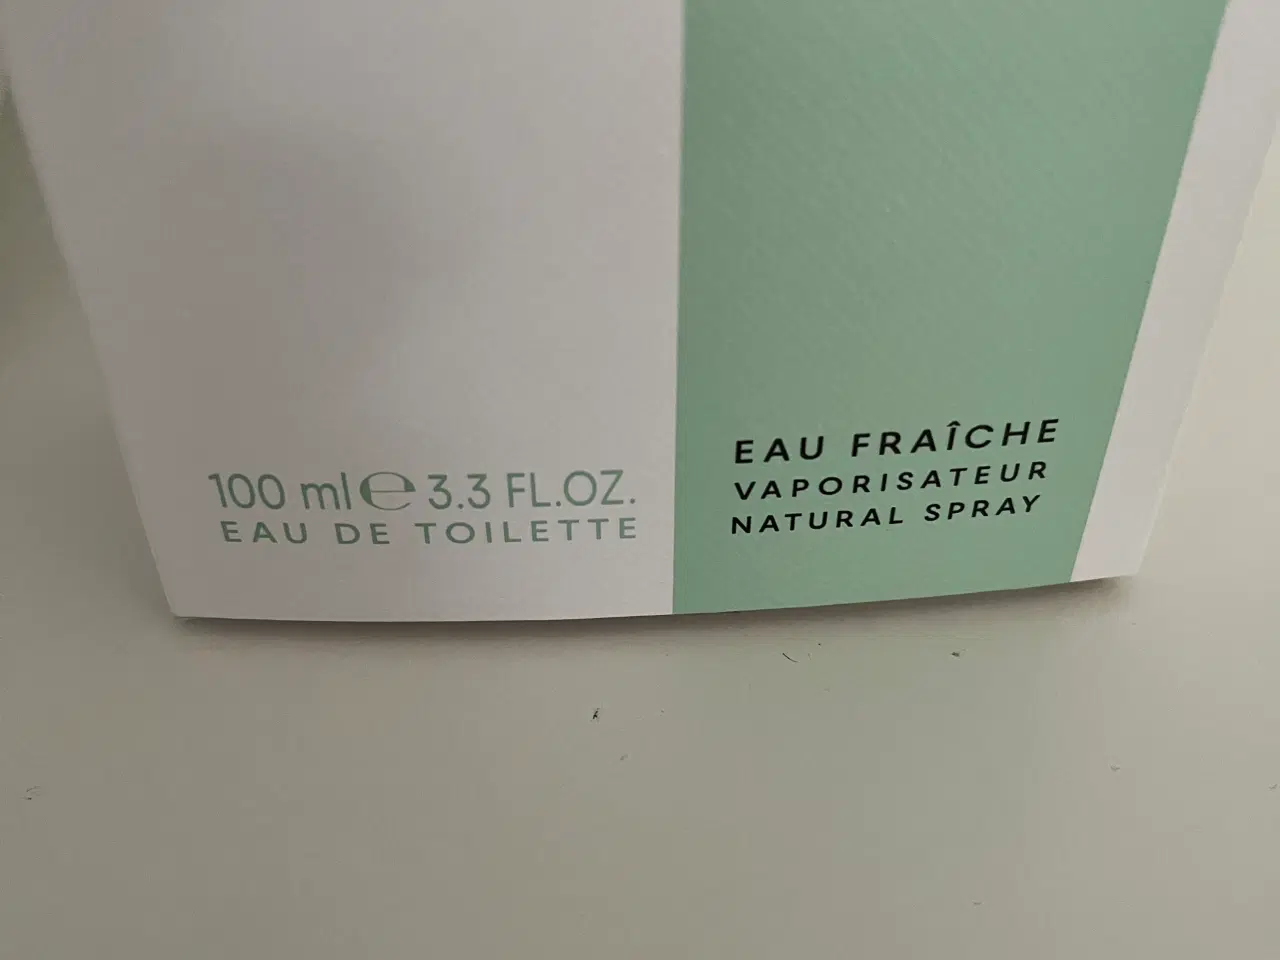 100 ml ℮ 3.3 FL.OZ.
EAU DE TOILETTE
EAU FRAÎCHE
VAPORISATEUR
NATURAL SPRAY